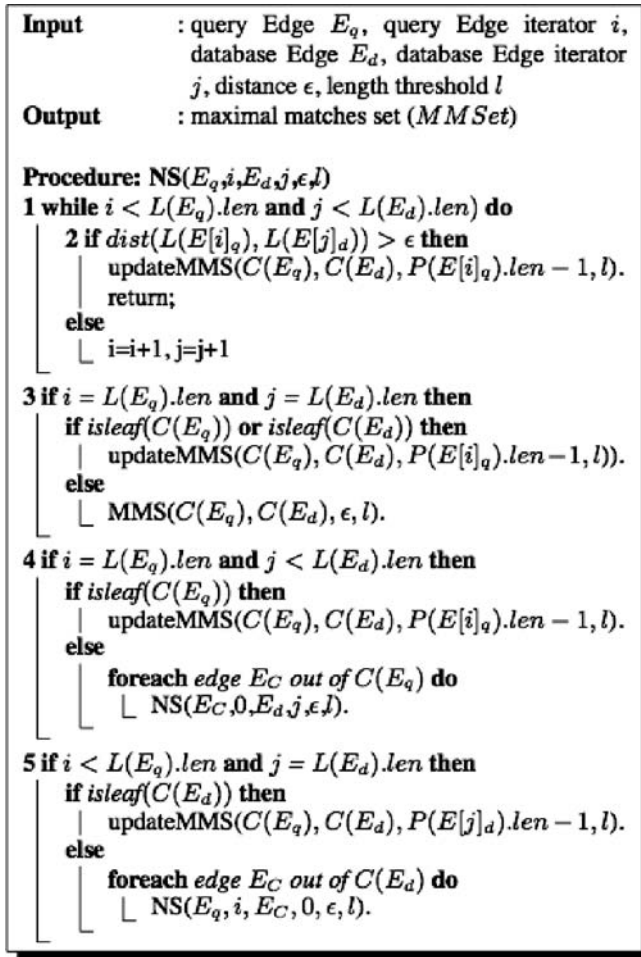 Input : query Edge E_q, query Edge iterator i,
database Edge E_d, database Edge iterator
j, distance ϵ, length threshold l
Output : maximal matches set (MMSet)
Procedure: NS(E_q,i,E_d,j,ϵ,l)
1 while i < L(E_q).len and j < L(E_d).len) do
2 if dist(L(E[i]_q), L(E[j]_d)) > ϵ then
updateMMS(C(E_q), C(E_d), P(E[i]_q).len − 1, l).
return;
else
i=i+1, j=j+1
3 if i = L(E_q).len and j = L(E_d).len then
if isleaf(C(E_q)) or isleaf(C(E_d)) then
updateMMS(C(E_q), C(E_d), P(E[i]_q).len−1, l)).
else
MMS(C(E_q), C(E_d), ϵ, l).
4 if i = L(E_q).len and j < L(E_d).len then
if isleaf(C(E_q)) then
updateMMS(C(E_q), C(E_d), P(E[i]_q).len − 1, l).
else
foreach edge E_C out of C(E_q) do
NS(E_C,0,E_d,j,ϵ,l).
5 if i < L(E_q).len and j = L(E_d).len then
if isleaf(C(E_d)) then
updateMMS(C(E_q), C(E_d), P(E[j]_d).len − 1, l).
else
foreach edge E_C out of C(E_d) do
NS(E_q, i, E_C, 0, ϵ, l).